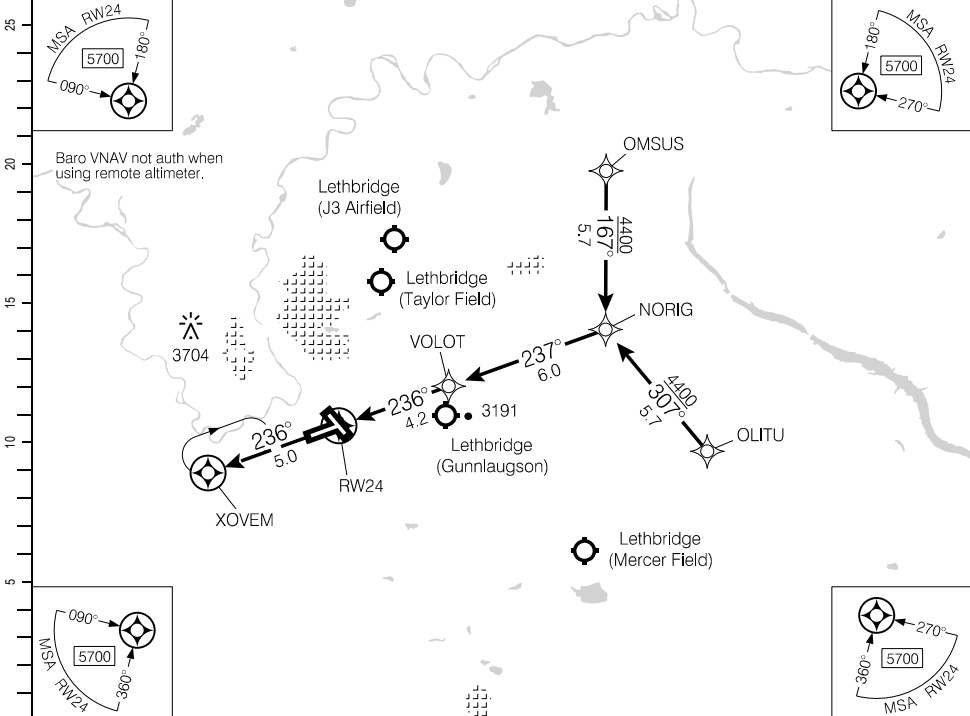 25
20
15
10
5
MSA RW24
5700
180°
090°
MSA RW24
5700
180°
270°
Baro VNAV not auth when
using remote altimeter.
OMSUS
4400
167°
5.7
Lethbridge
(J3 Airfield)
Lethbridge
(Taylor Field)
NORIG
3704
VOLOT
237°
6.0
4400
307°
5.7
236°
4.2
3191
Lethbridge
(Gunnlaugson)
OLITU
236°
5.0
RW24
XOVEM
Lethbridge
(Mercer Field)
090°
5700
360°
MSA RW24
270°
5700
360°
MSA RW24